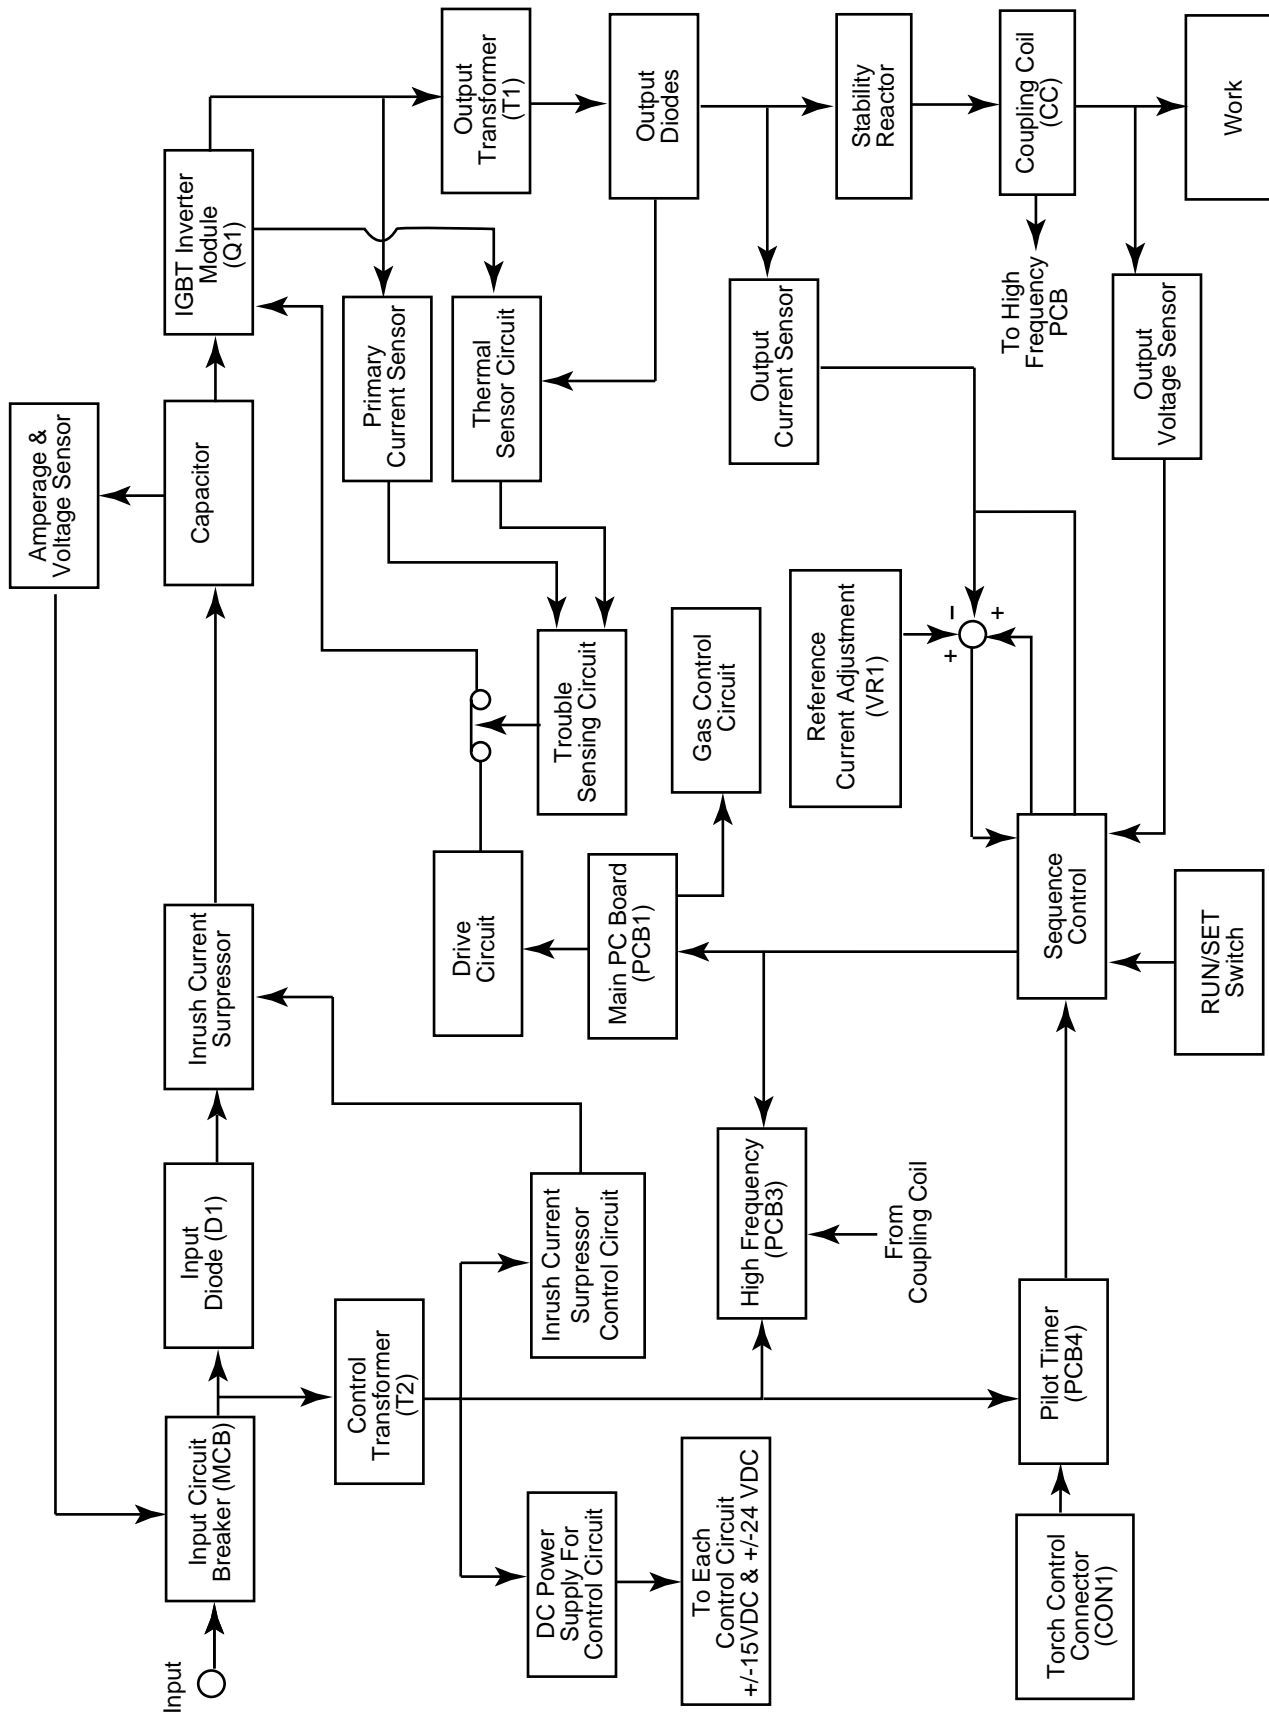 Input
Input Circuit
Breaker (MCB)
Input
Diode (D1)
Inrush Current
Surpressor
Capacitor
Amperage &
Voltage Sensor
IGBT Inverter
Module
(Q1)
Control
Transformer
(T2)
Primary
Current Sensor
Thermal
Sensor Circuit
Output
Transformer
(T1)
DC Power
Supply For
Control Circuit
Inrush Current
Surpressor
Control Circuit
Drive
Circuit
Trouble
Sensing Circuit
Output
Diodes
To Each
Control Circuit
+/-15VDC & +/-24 VDC
High Frequency
(PCB3)
Main PC Board
(PCB1)
Gas Control
Circuit
Output
Current Sensor
Stability
Reactor
From
Coupling Coil
Reference
Current Adjustment
(VR1)
–
+
+
To High
Frequency
PCB
Coupling Coil
(CC)
Torch Control
Connector
(CON1)
Pilot Timer
(PCB4)
Sequence
Control
RUN/SET
Switch
Output
Voltage Sensor
Work